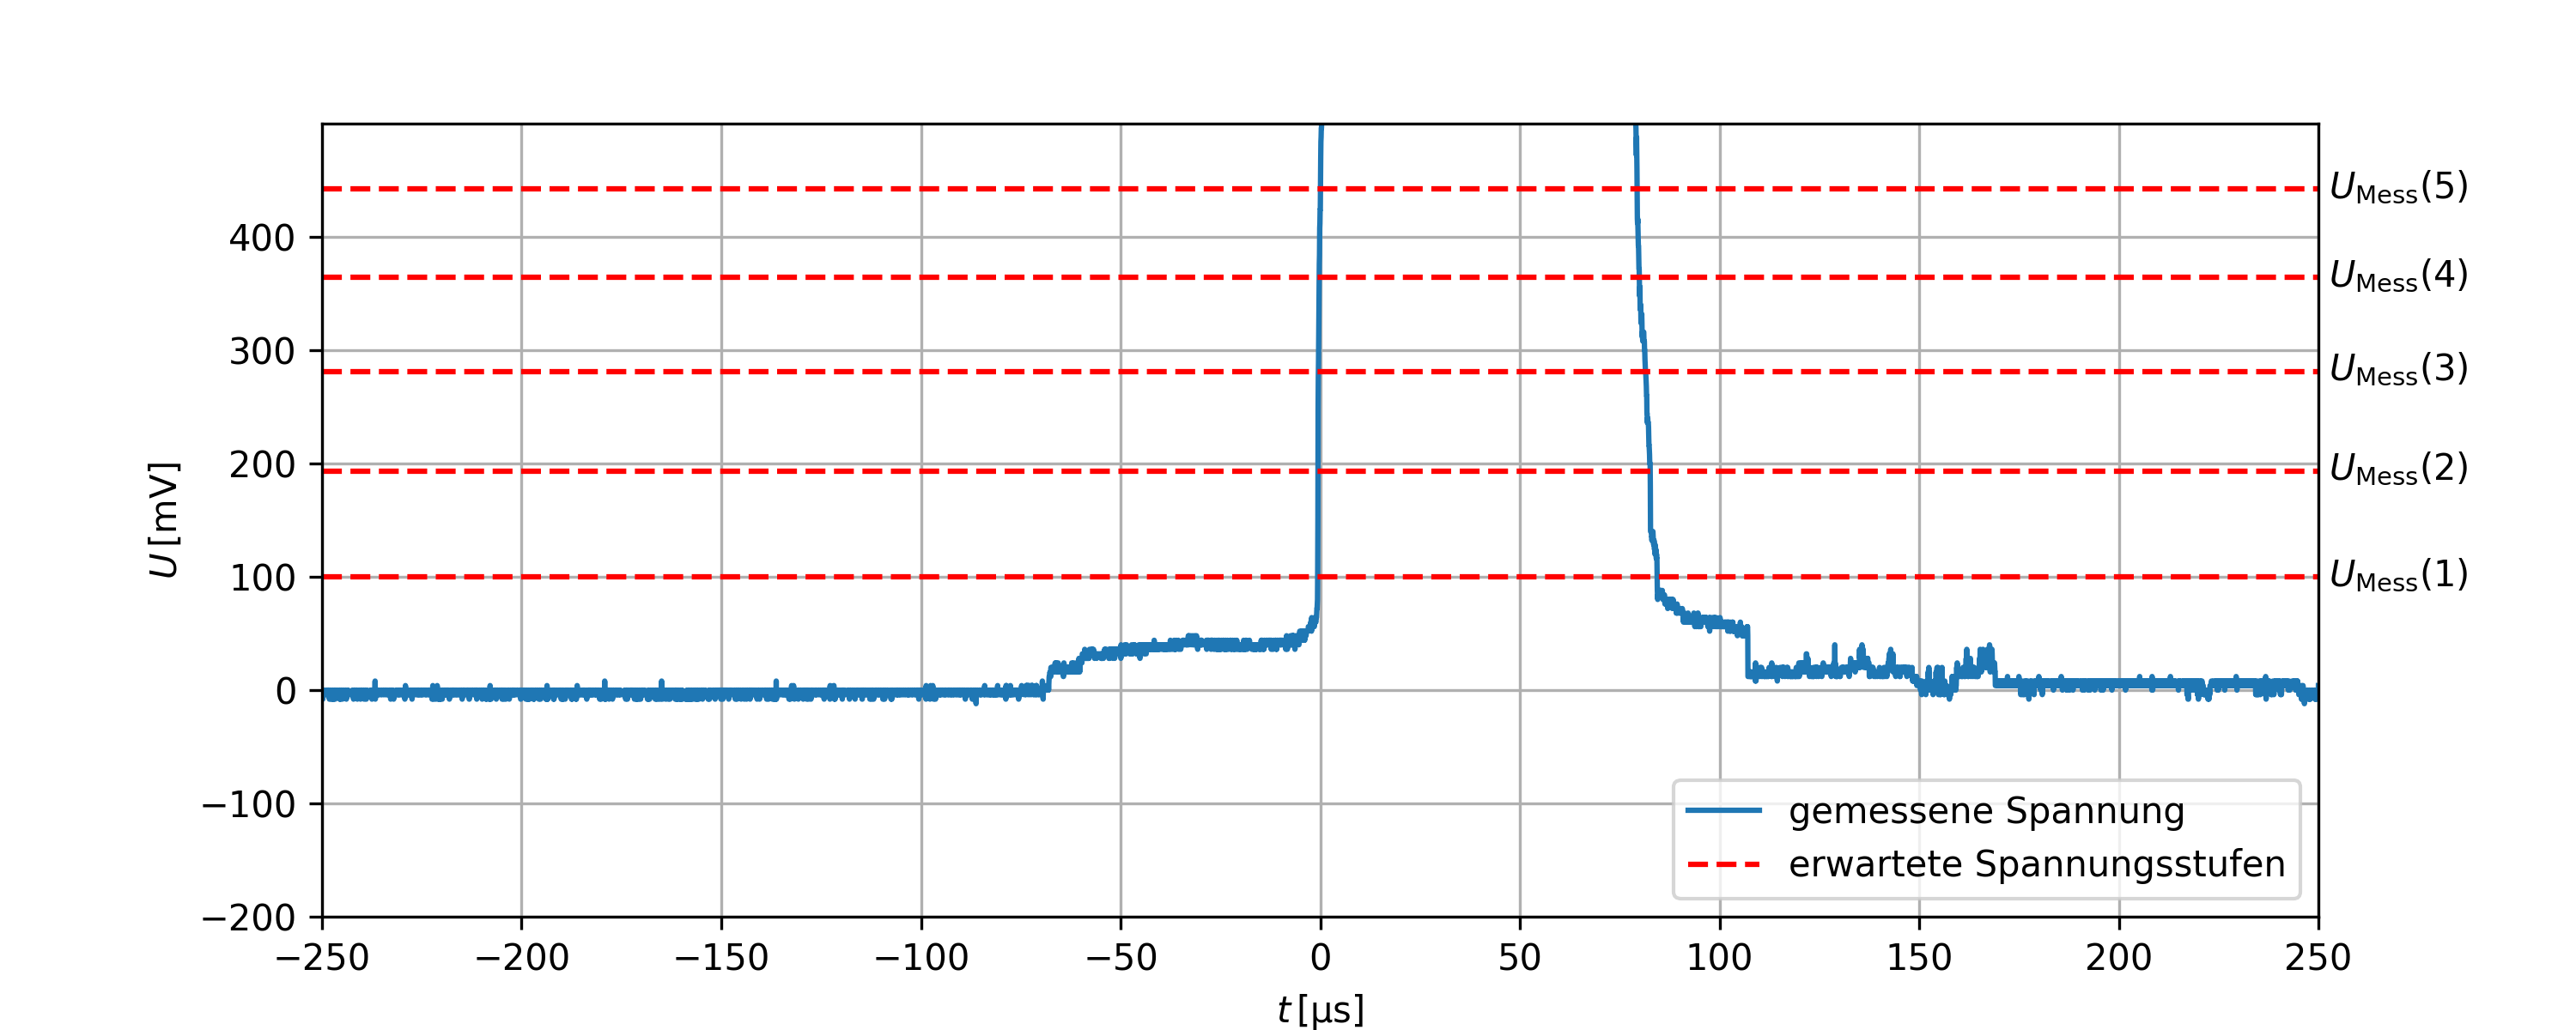 U_Mess(5)
400
U_Mess(4)
300
U_Mess(3)
200
U_Mess(2)
100
U_Mess(1)
0
−100
−200
U [mV]
gemessene Spannung
erwartete Spannungsstufen
−250 −200 −150 −100 −50 0 50 100 150 200 250
t [µs]